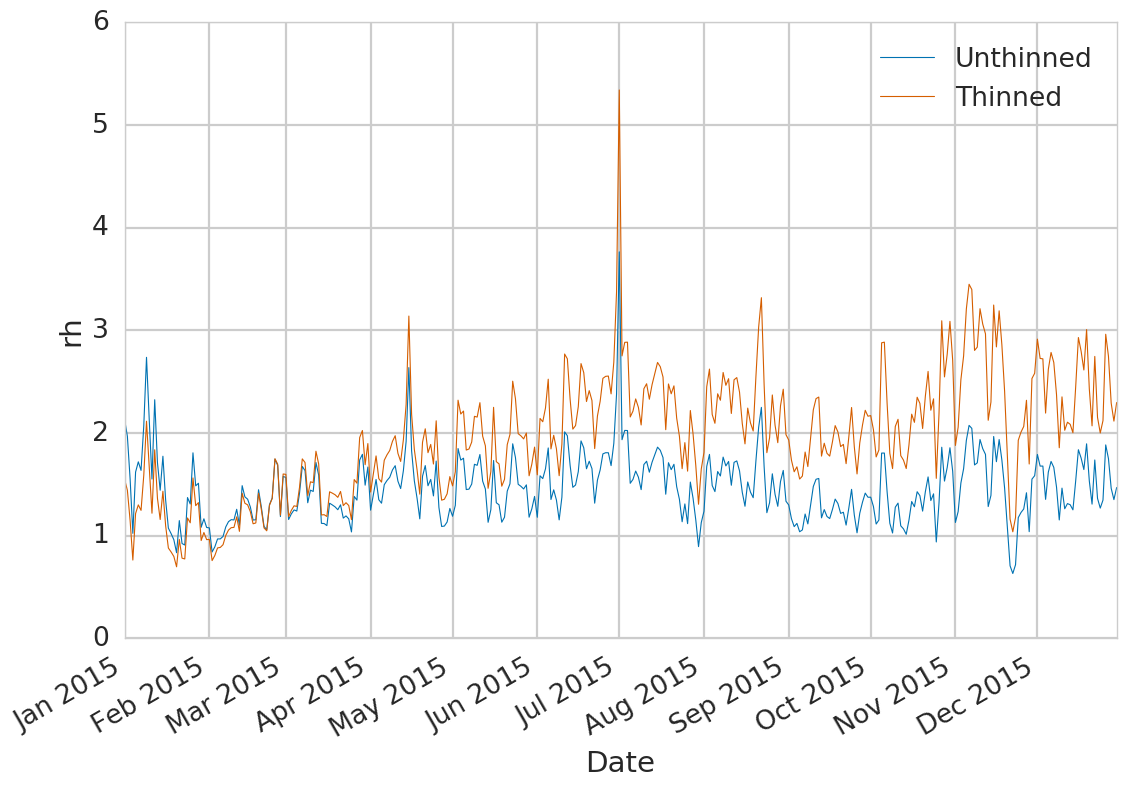 6
5
4
3
2
1
0
rh
Unthinned
Thinned
Jan 2015
Feb 2015
Mar 2015
Apr 2015
May 2015
Jun 2015
Jul 2015
Aug 2015
Sep 2015
Oct 2015
Nov 2015
Dec 2015
Date